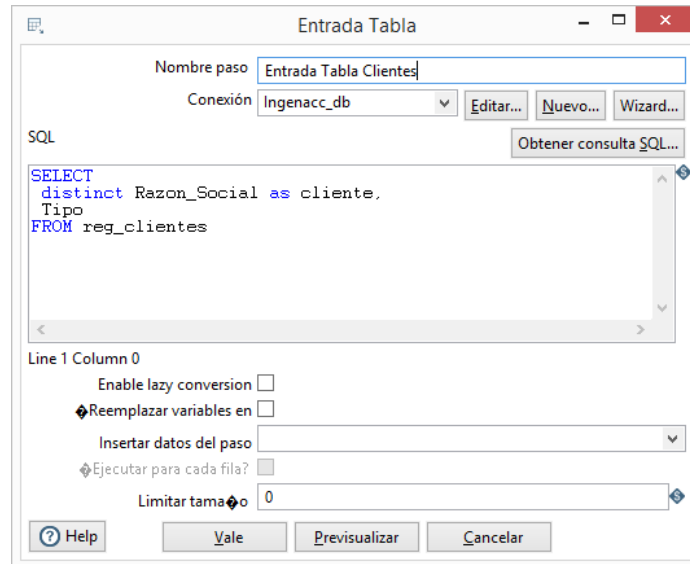 Entrada Tabla
Nombre paso Entrada Tabla Clientes
Conexión Ingenacc_db Editar... Nuevo... Wizard...
SQL
Obtener consulta SQL...
SELECT
distinct Razon_Social as cliente,
Tipo
FROM reg_clientes
Line 1 Column 0
Enable lazy conversion
�Reemplazar variables en
Insertar datos del paso
�Ejecutar para cada fila?
Limitar tama�o 0
Help Vale Previsualizar Cancelar